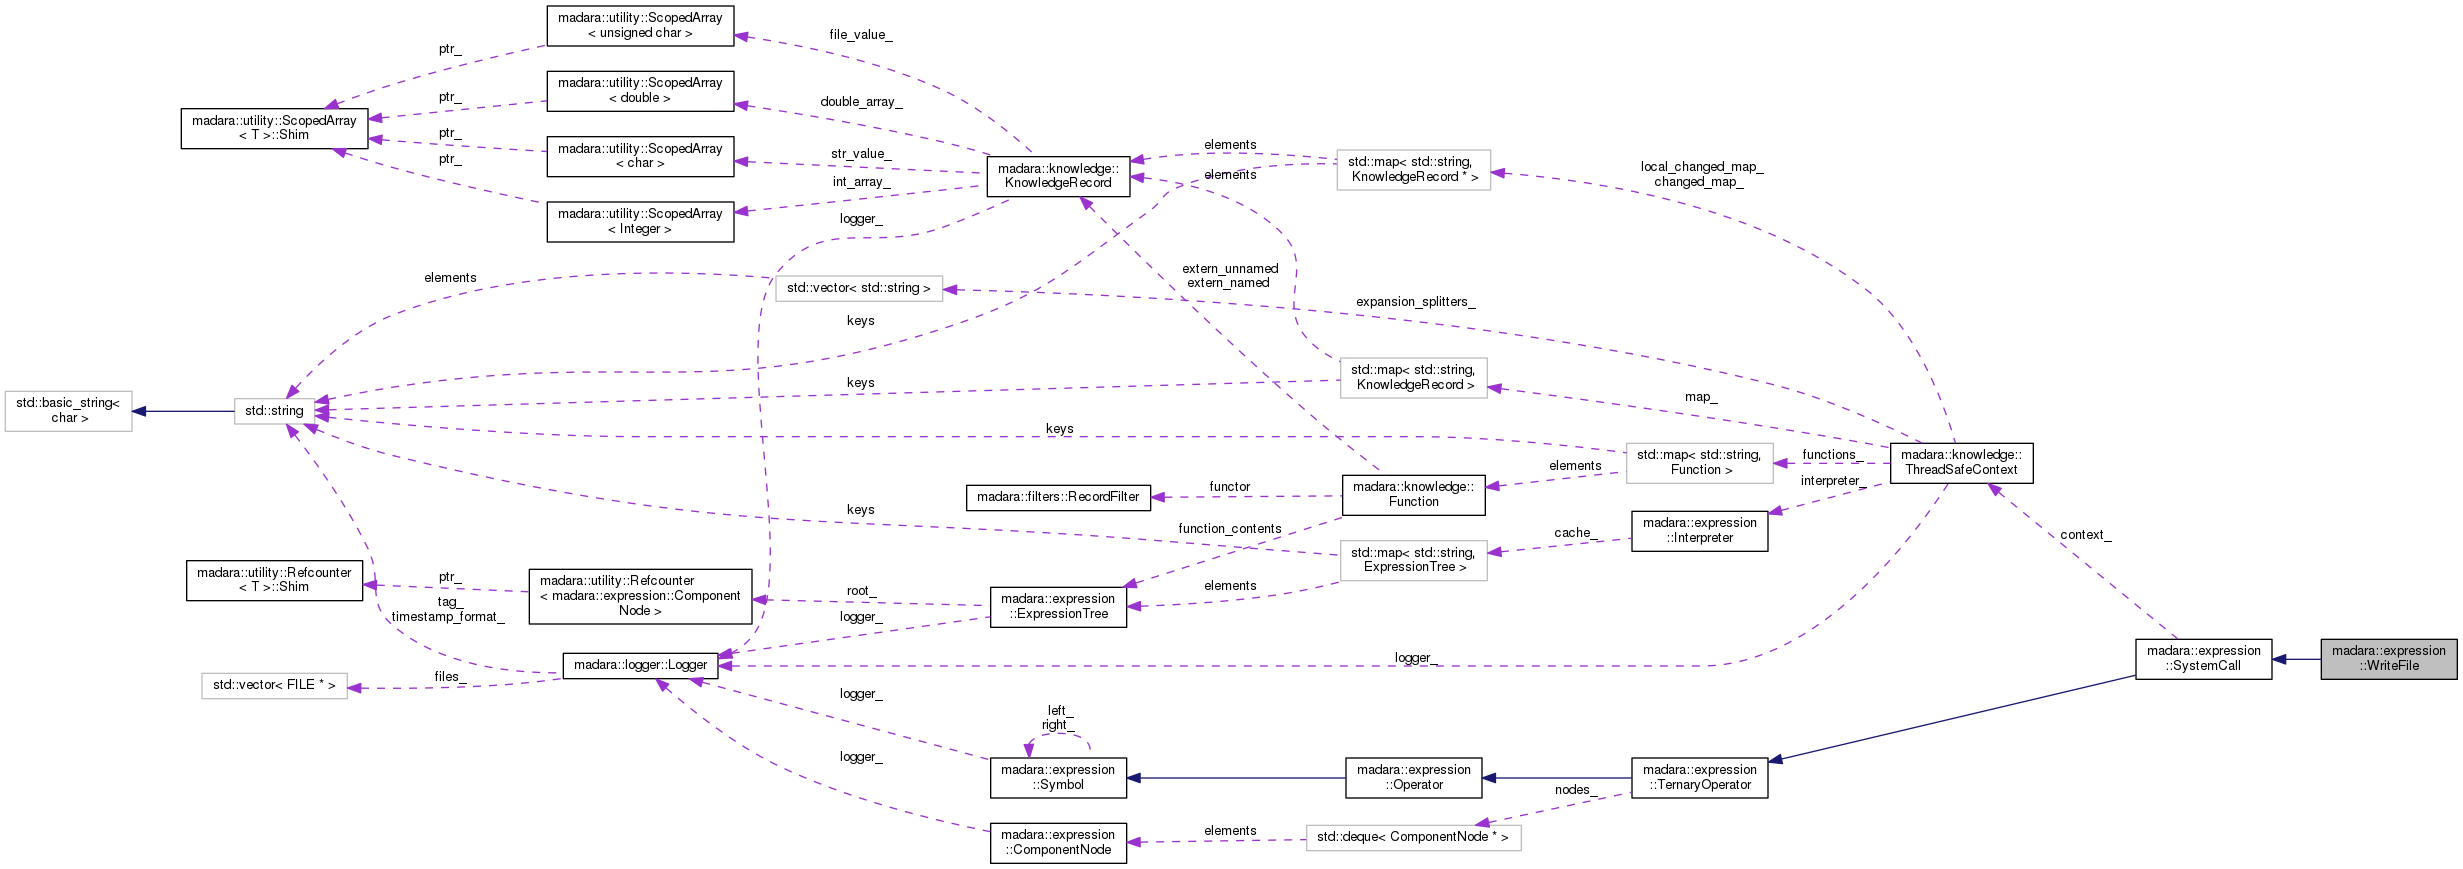 madara::utility::ScopedArray
< unsigned char >
file_value_
ptr_
madara::utility::ScopedArray
< double >
ptr_
double_array_
madara::utility::ScopedArray
< T >::Shim
ptr_
madara::utility::ScopedArray
< char >
str_value_
ptr_
int_array_
madara::utility::ScopedArray
< Integer >
logger_
madara::knowledge::
KnowledgeRecord
elements
elements
std::map< std::string,
KnowledgeRecord * >
local_changed_map_
changed_map_
elements
std::vector< std::string >
extern_unnamed
extern_named
expansion_splitters_
keys
std::map< std::string,
KnowledgeRecord >
keys
map_
std::basic_string<
char >
std::string
keys
std::map< std::string,
Function >
functions_
madara::knowledge::
ThreadSafeContext
elements
interpreter_
madara::filters::RecordFilter
functor
madara::knowledge::
Function
keys
function_contents
madara::expression
::Interpreter
cache_
std::map< std::string,
ExpressionTree >
context_
madara::utility::Refcounter
< T >::Shim
ptr_
madara::utility::Refcounter
< madara::expression::Component
Node >
root_
madara::expression
::ExpressionTree
elements
tag_
timestamp_format_
logger_
madara::logger::Logger
logger_
madara::expression
::SystemCall
madara::expression
::WriteFile
std::vector< FILE * >
files_
logger_
left_
right_
logger_
madara::expression
::Symbol
madara::expression
::Operator
madara::expression
::TernaryOperator
nodes_
madara::expression
::ComponentNode
elements
std::deque< ComponentNode * >